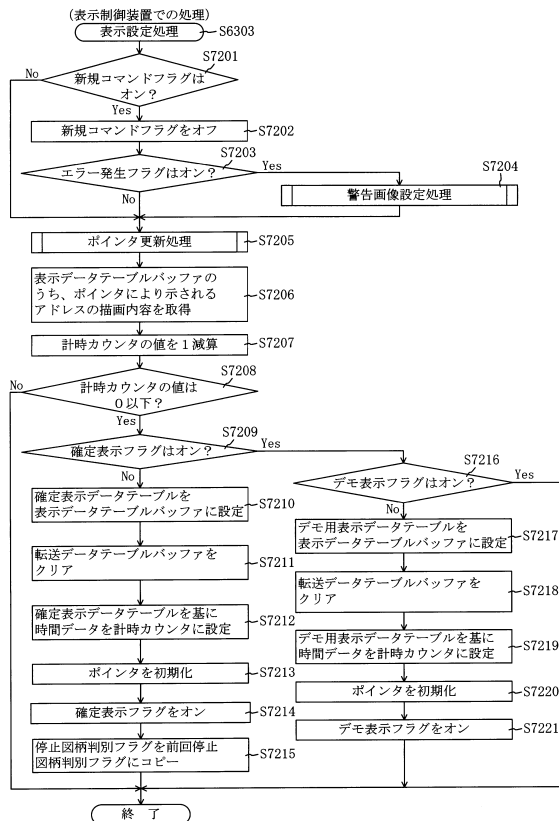 (表示制御装置での処理)
表示設定処理
S6303
S7201
新規コマンドフラグは
オン?
No
Yes
新規コマンドフラグをオフ
S7202
S7203
エラー発生フラグはオン?
Yes
No
S7204
警告画像設定処理
ポインタ更新処理
S7205
表示データテーブルバッファの
うち、ポインタにより示される
アドレスの描画内容を取得
S7206
計時カウンタの値を1減算
S7207
S7208
計時カウンタの値は
0以下?
No
Yes
S7209
確定表示フラグはオン?
Yes
No
S7216
デモ表示フラグはオン?
Yes
No
確定表示データテーブルを
表示データテーブルバッファに設定
S7210
転送データテーブルバッファを
クリア
S7211
確定表示データテーブルを基に
時間データを計時カウンタに設定
S7212
ポインタを初期化
S7213
確定表示フラグをオン
S7214
停止図柄判別フラグを前回停止
図柄判別フラグにコピー
S7215
デモ用表示データテーブルを
表示データテーブルバッファに設定
S7217
転送データテーブルバッファを
クリア
S7218
デモ用表示データテーブルを基に
時間データを計時カウンタに設定
S7219
ポインタを初期化
S7220
デモ表示フラグをオン
S7221
終 了